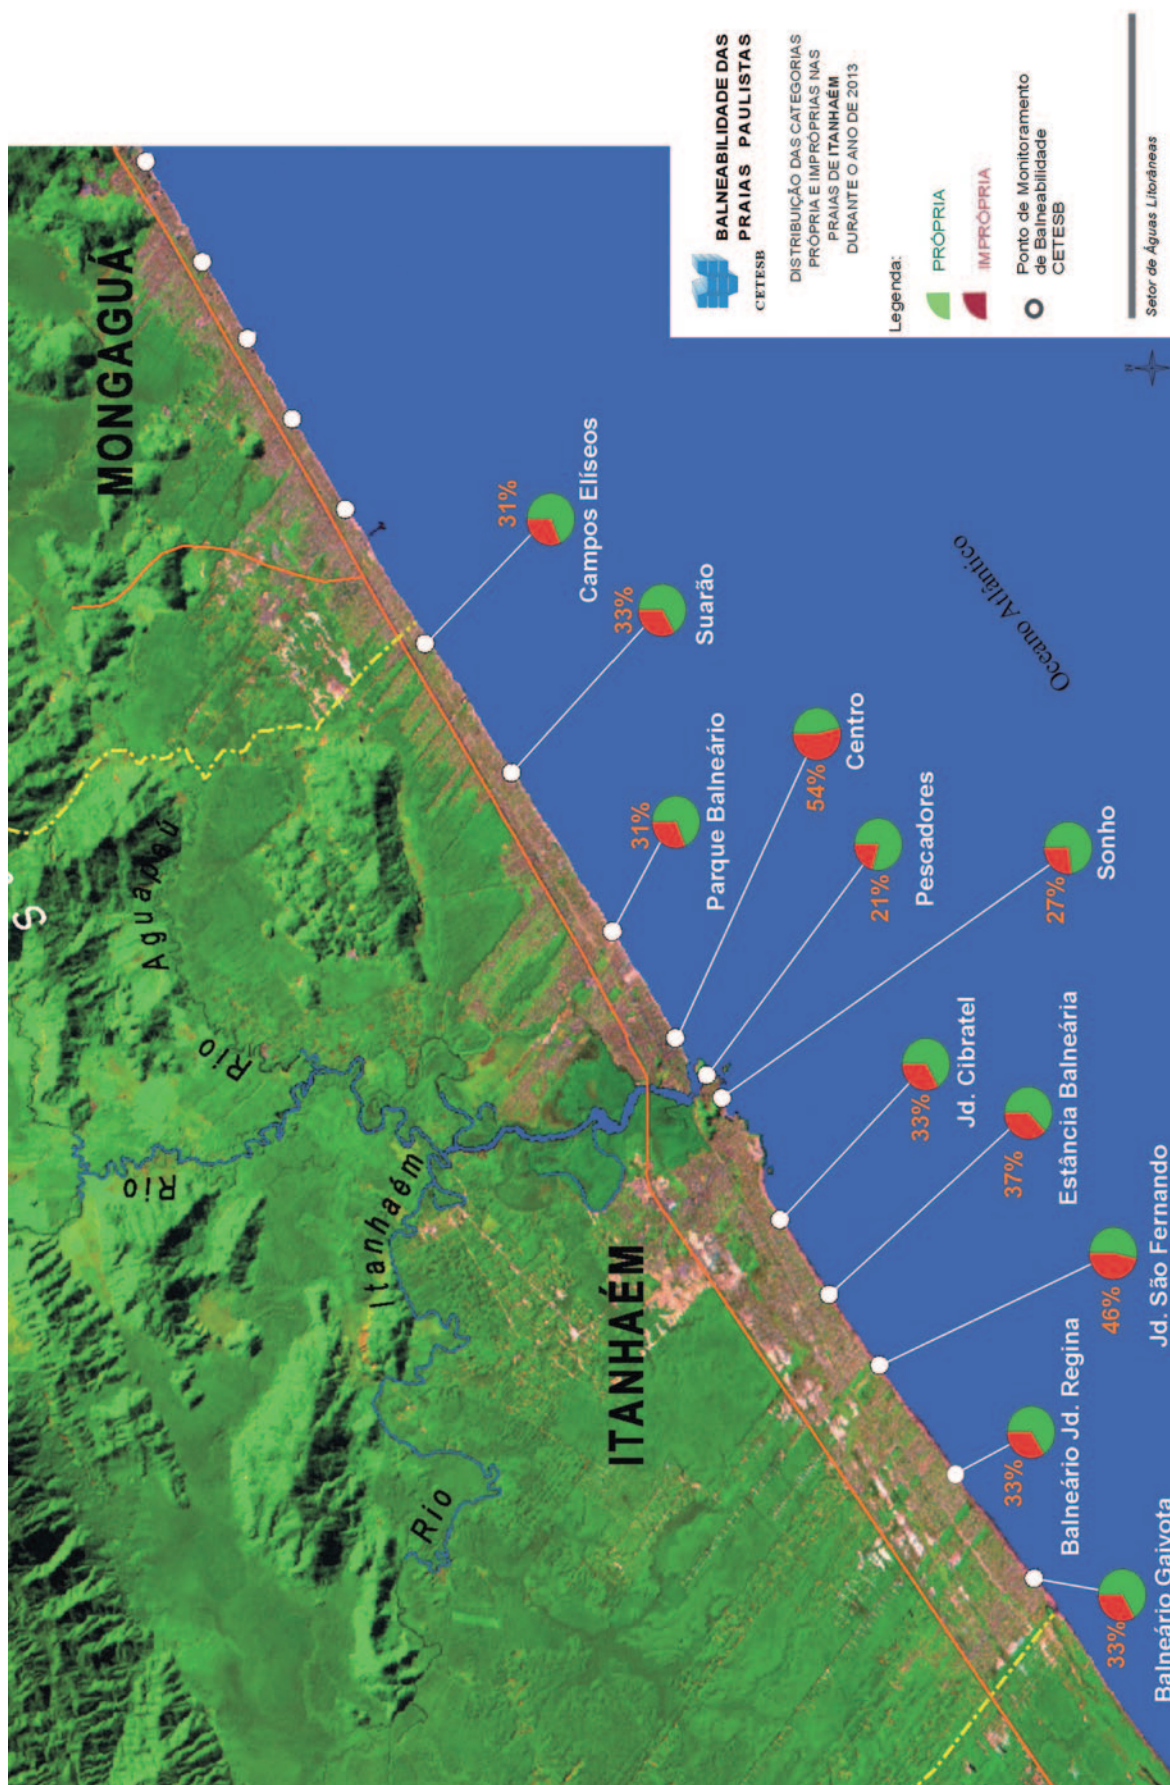 BALNEABILIDADE DAS
PRAIAS PAULISTAS
CETESB
DISTRIBUIÇÃO DAS CATEGORIAS
PRÓPRIA E IMPRÓPRIAS NAS
PRAIAS DE ITANHAÉM
DURANTE O ANO DE 2013
Legenda:
PRÓPRIA
IMPRÓPRIA
Ponto de Monitoramento
de Balneabilidade
CETESB
Setor de Águas Litorâneas
N
MONGAGUÁ
S
Rio Aguapeú
Rio
Rio Itanhaém
ITANHAÉM
Oceano Atlântico
31%
Campos Elíseos
33%
Suarão
31%
Parque Balneário
54%
Centro
21%
Pescadores
27%
Sonho
33%
Jd. Cibratel
37%
Estância Balneária
46%
Jd. São Fernando
33%
Balneário Jd. Regina
33%
Balneário Gaivota